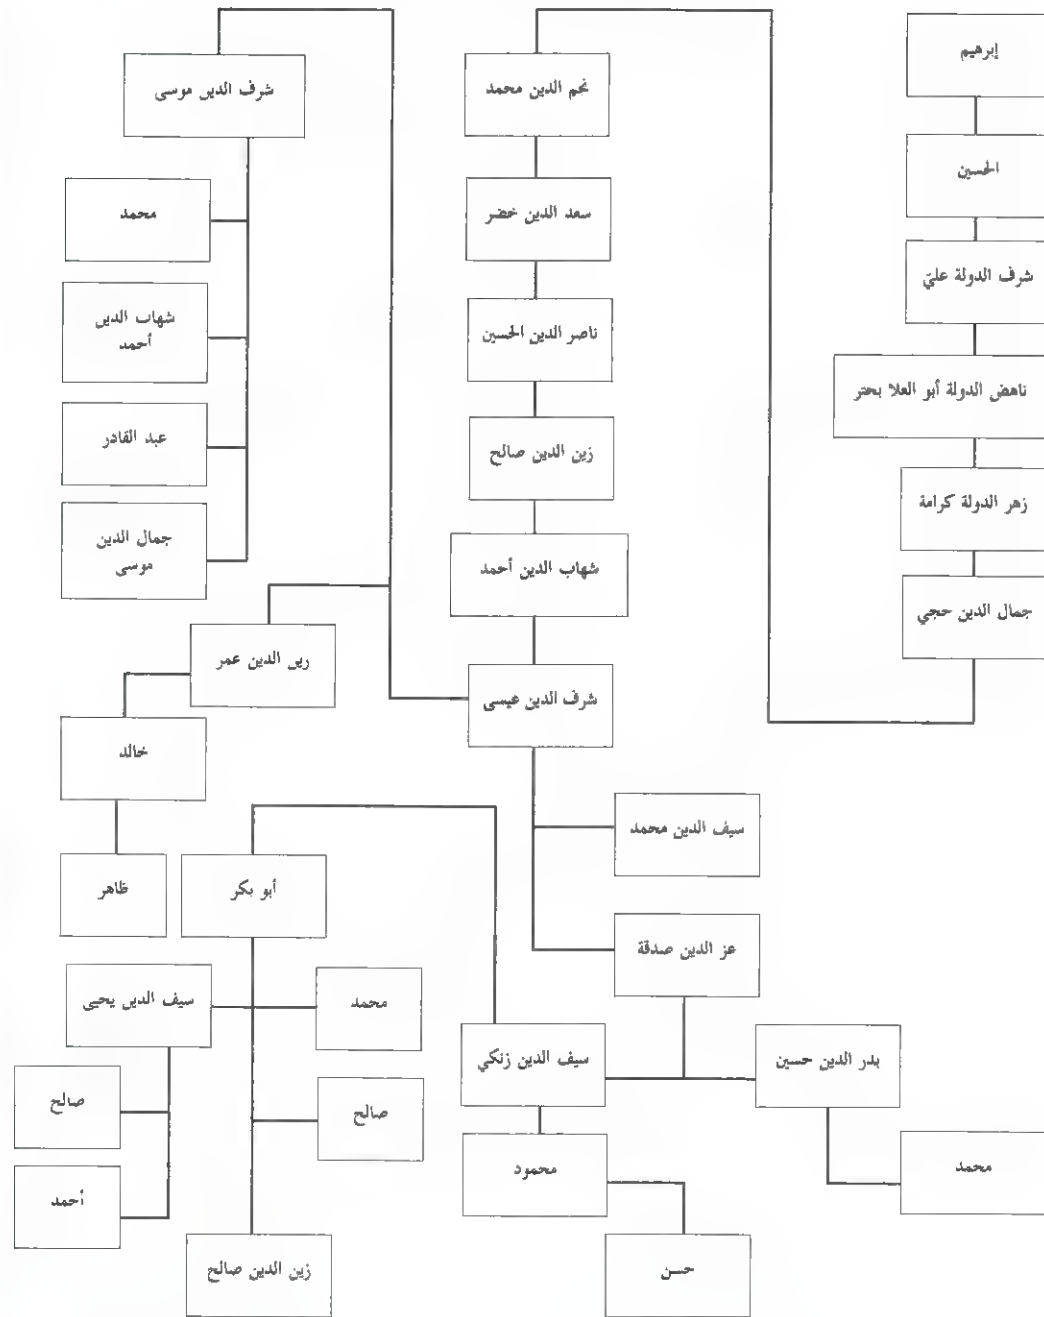 إبرهيم
الحسين
شرف الدولة عليّ
ناهض الدولة أبو العلا بحتر
زهر الدولة كرامة
جمال الدين حجي
نجم الدين محمد
سعد الدين خضر
ناصر الدين الحسين
زين الدين صالح
شهاب الدين أحمد
شرف الدين عيسى
سيف الدين محمد
عز الدين صدقة
بدر الدين حسين
محمد
سيف الدين زنكي
محمود
حسن
شرف الدين موسى
محمد
شهاب الدين
أحمد
عبد القادر
جمال الدين
موسى
زين الدين عمر
خالد
ظاهر
أبو بكر
محمد
سيف الدين يحيى
صالح
صالح
أحمد
زين الدين صالح